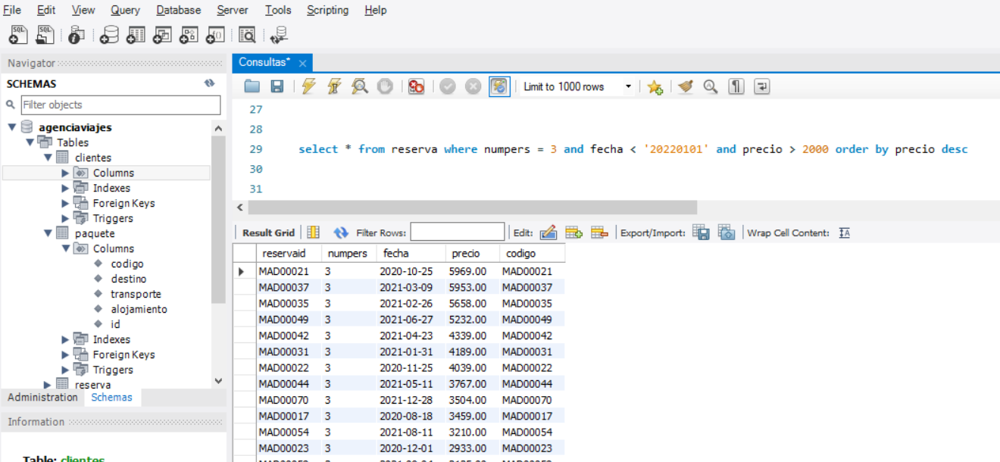 File Edit View Query Database Server Tools Scripting Help
Navigator
SCHEMAS
Filter objects
agenciaviajes
Tables
clientes
Columns
Indexes
Foreign Keys
Triggers
paquete
Columns
codigo
destino
transporte
alojamiento
id
Indexes
Foreign Keys
Triggers
reserva
Administration Schemas
Information
Table: clientes
Consultas*
Limit to 1000 rows
27
28
29 select * from reserva where numpers = 3 and fecha < '20220101' and precio > 2000 order by precio desc
30
31
Result Grid Filter Rows: Edit: Export/Import: Wrap Cell Content:
reservaid numpers fecha precio codigo
MAD00021 3 2020-10-25 5969.00 MAD00021
MAD00037 3 2021-03-09 5953.00 MAD00037
MAD00035 3 2021-02-26 5658.00 MAD00035
MAD00049 3 2021-06-27 5232.00 MAD00049
MAD00042 3 2021-04-23 4339.00 MAD00042
MAD00031 3 2021-01-31 4189.00 MAD00031
MAD00022 3 2020-11-25 4039.00 MAD00022
MAD00044 3 2021-05-11 3767.00 MAD00044
MAD00070 3 2021-12-28 3504.00 MAD00070
MAD00017 3 2020-08-18 3459.00 MAD00017
MAD00054 3 2021-08-11 3210.00 MAD00054
MAD00023 3 2020-12-01 2933.00 MAD00023